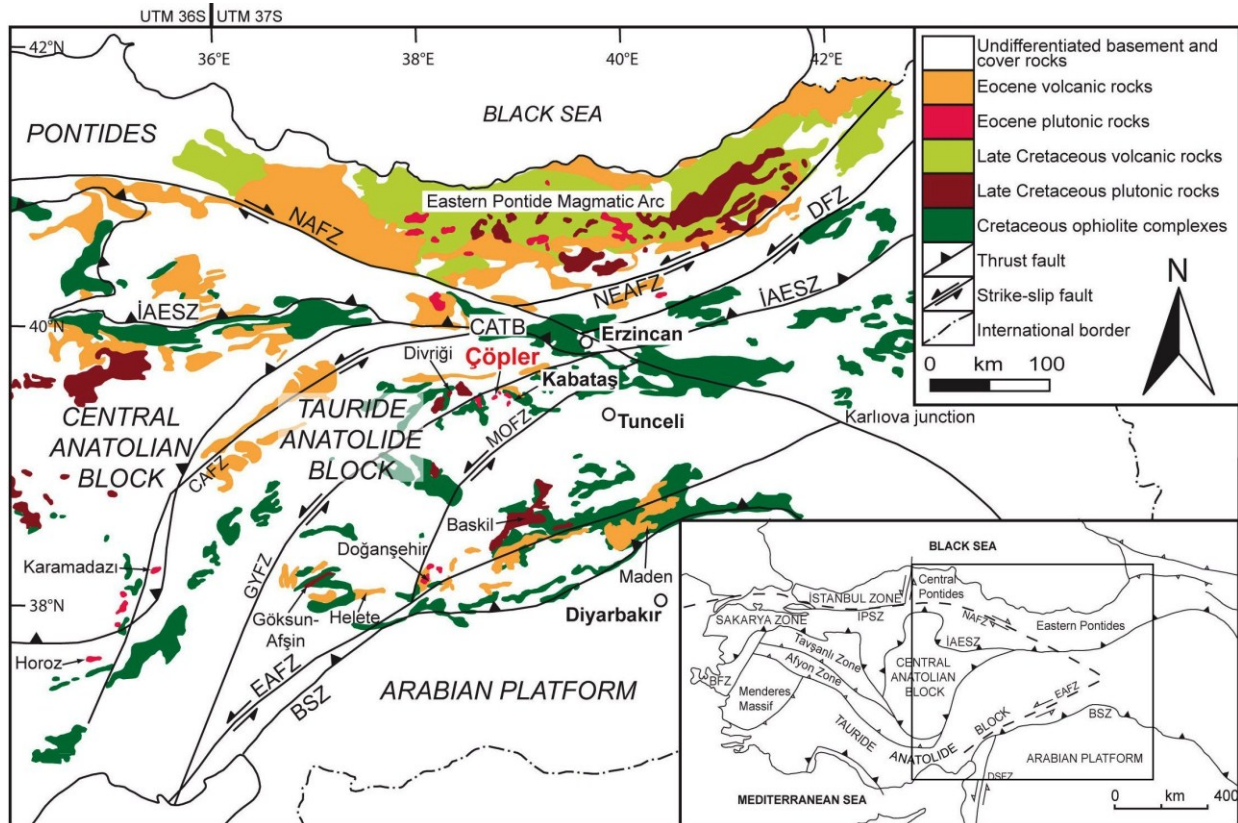 UTM 36S UTM 37S
42°N
36°E
38°E
40°E
42°E
PONTIDES
BLACK SEA
Eastern Pontide Magmatic Arc
NAFZ
DFZ
NEAFZ
İAESZ
İAESZ
40°N
CATB
Erzincan
Divriği
Çöpler
Kabataş
CENTRAL
ANATOLIAN
BLOCK
TAURIDE
ANATOLIDE
BLOCK
MOFZ
Tunceli
Karlıova junction
CAFZ
GYFZ
Baskil
Doğanşehir
Karamadazı
Maden
38°N
Göksun-
Afşin
Helete
Diyarbakır
Horoz
EAFZ
BSZ
ARABIAN PLATFORM
Undifferentiated basement and
cover rocks
Eocene volcanic rocks
Eocene plutonic rocks
Late Cretaceous volcanic rocks
Late Cretaceous plutonic rocks
Cretaceous ophiolite complexes
Thrust fault
Strike-slip fault
International border
0 km 100
N
BLACK SEA
İSTANBUL ZONE
Central
Pontides
SAKARYA ZONE
IPSZ
NAFZ
Eastern Pontides
Tavşanlı Zone
Afyon Zone
İAESZ
CENTRAL
ANATOLIAN
BLOCK
BFZ
Menderes
Massif
EAFZ
TAURIDE
ANATOLIDE
BLOCK
BSZ
ARABIAN PLATFORM
DSFZ
MEDITERRANEAN SEA
0 km 400